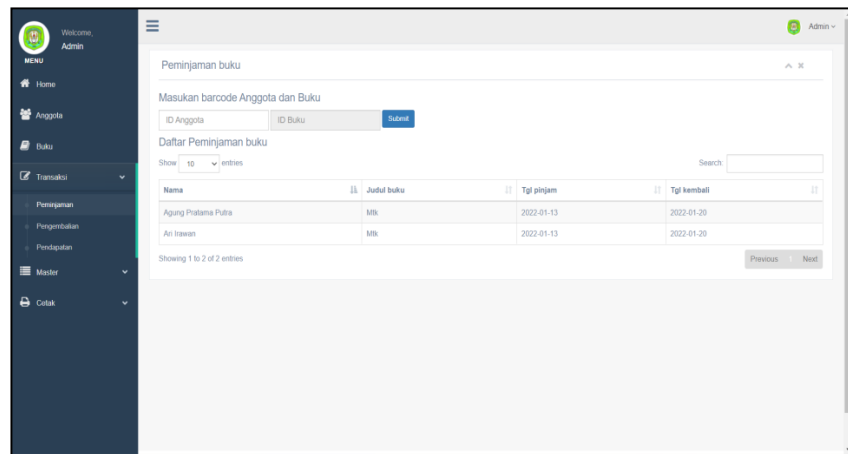 Welcome,
Admin
MENU
Home
Anggota
Buku
Transaksi
Peminjaman
Pengembalian
Pendapatan
Master
Cetak
Admin
Peminjaman buku
Masukan barcode Anggota dan Buku
ID Anggota ID Buku Submit
Daftar Peminjaman buku
Show 10 entries Search:
Nama Judul buku Tgl pinjam Tgl kembali
Agung Pratama Putra Mtk 2022-01-13 2022-01-20
Ari Irawan Mtk 2022-01-13 2022-01-20
Showing 1 to 2 of 2 entries Previous 1 Next